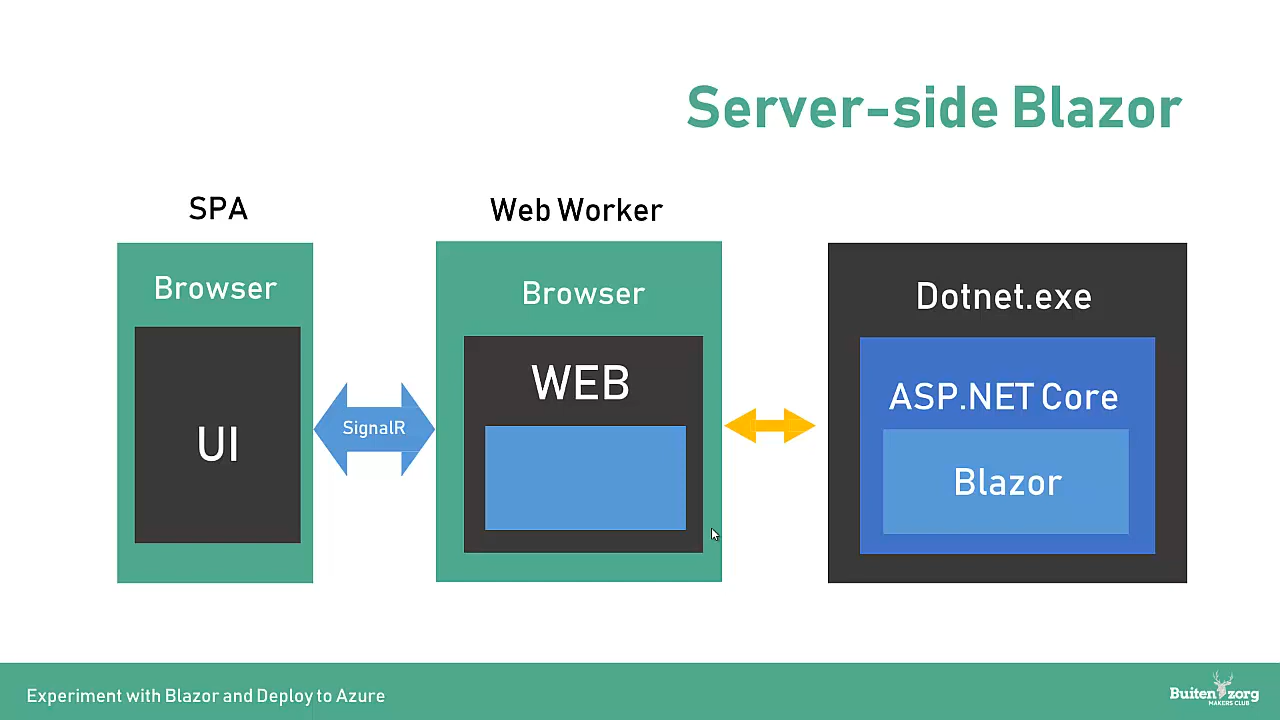 Server-side Blazor
SPA
Web Worker
Browser
Browser
Dotnet.exe
WEB
ASP.NET Core
SignalR
UI
Blazor
Experiment with Blazor and Deploy to Azure
Buitenzorg
MAKERS CLUB